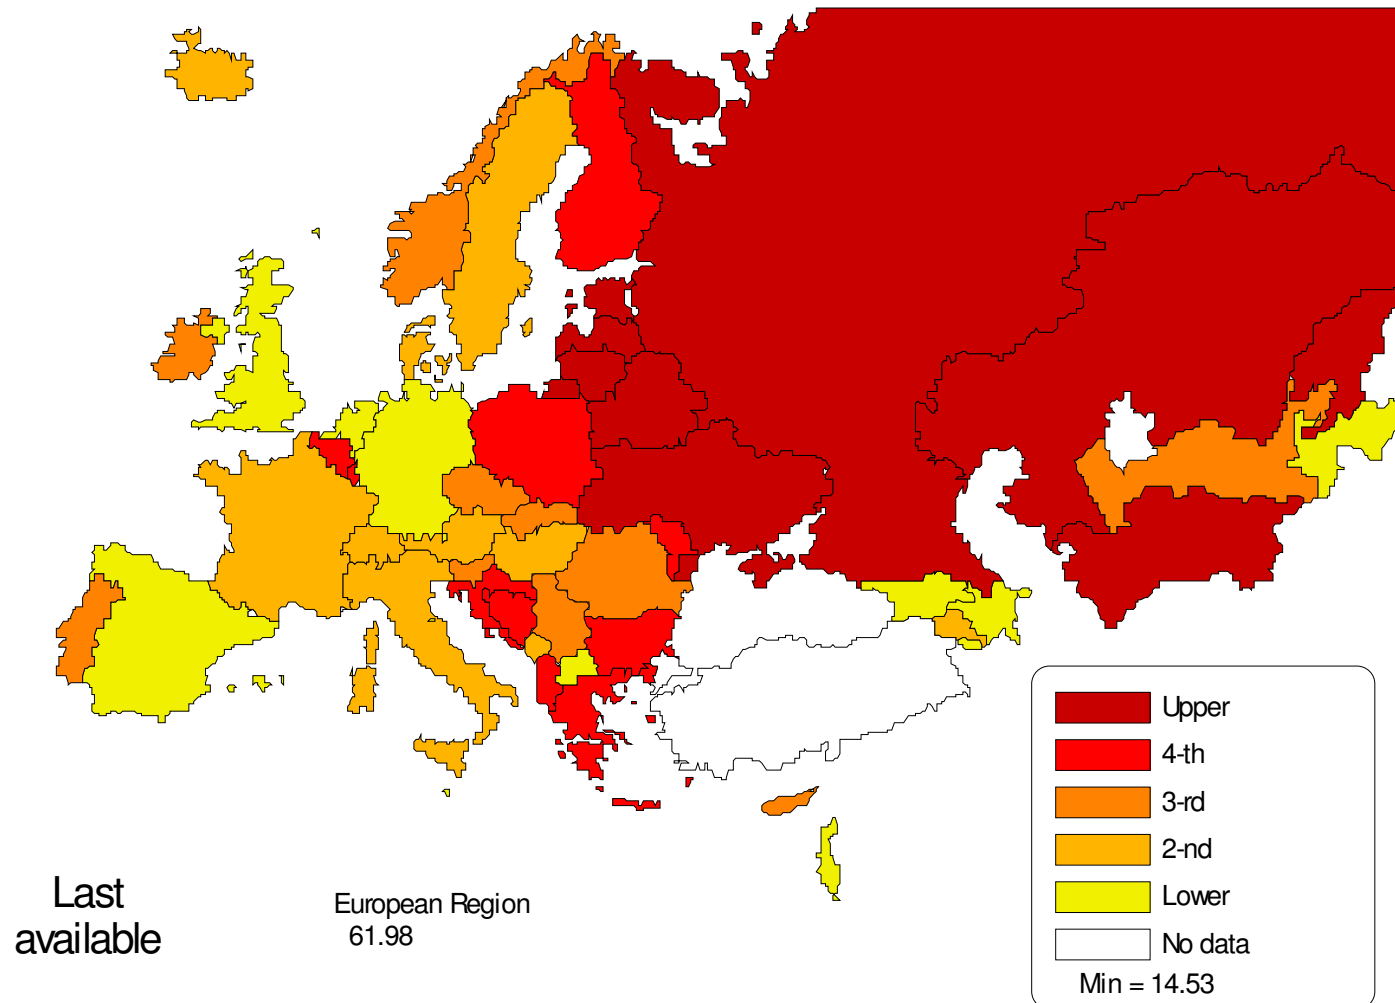 Upper
4-th
3-rd
2-nd
Lower
No data
Min = 14.53
Last
available
European Region
61.98